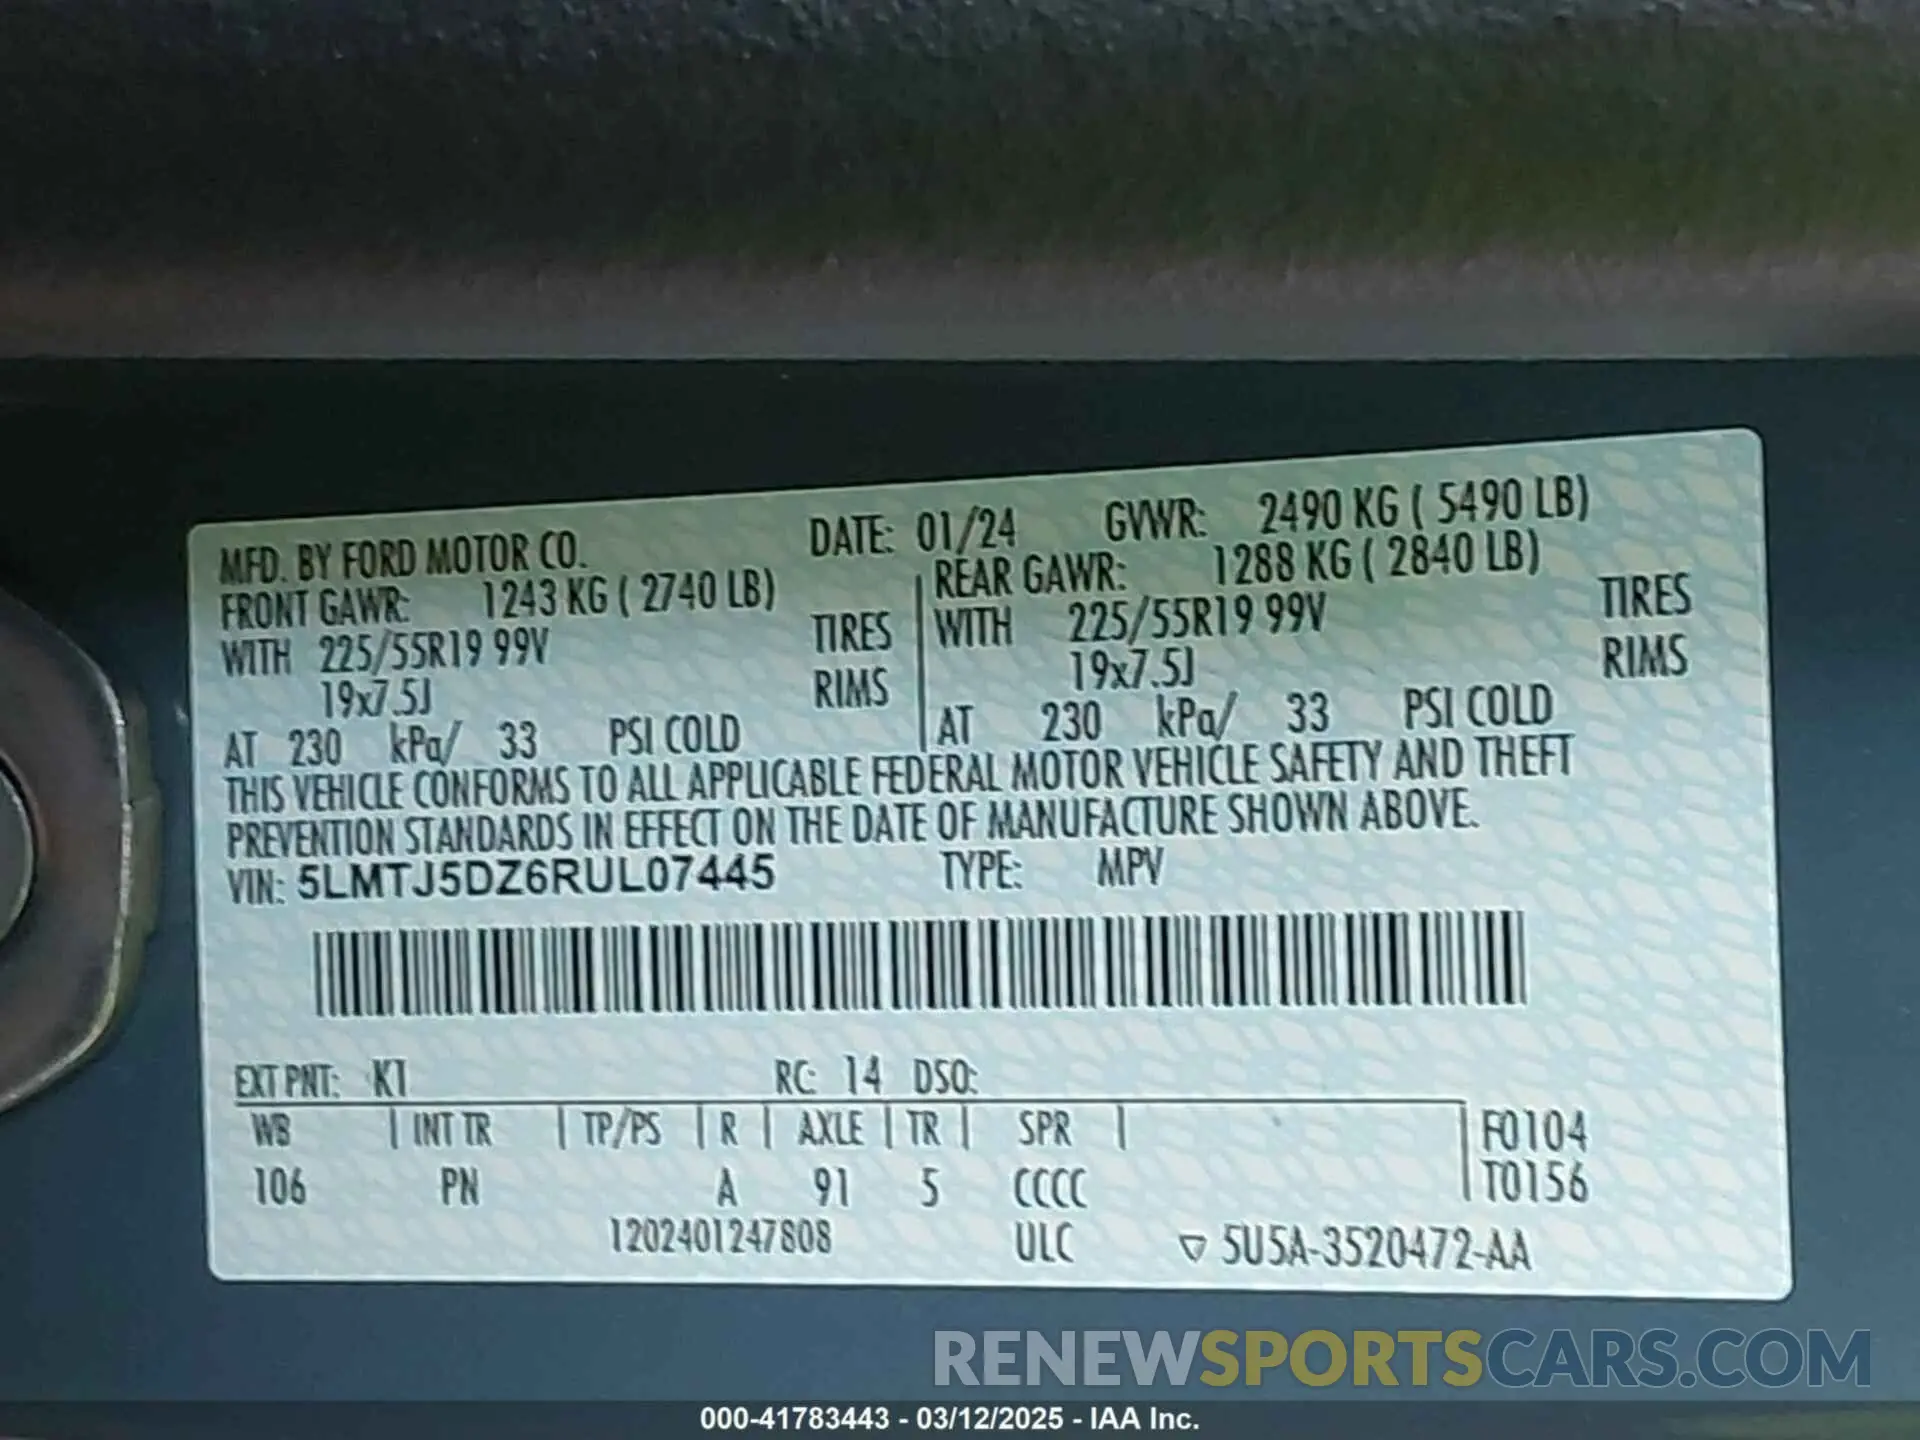 MFD. BY FORD MOTOR CO. DATE: 01/24 GVWR: 2490 KG ( 5490 LB)
FRONT GAWR: 1243 KG ( 2740 LB) REAR GAWR: 1288 KG ( 2840 LB)
WITH 225/55R19 99V TIRES WITH 225/55R19 99V TIRES
19x7.5J RIMS 19x7.5J RIMS
AT 230 kPa/ 33 PSI COLD AT 230 kPa/ 33 PSI COLD
THIS VEHICLE CONFORMS TO ALL APPLICABLE FEDERAL MOTOR VEHICLE SAFETY AND THEFT
PREVENTION STANDARDS IN EFFECT ON THE DATE OF MANUFACTURE SHOWN ABOVE.
VIN: 5LMTJ5DZ6RUL07445 TYPE: MPV
EXT PNT: K1 RC: 14 DSO:
WB | INT TR | TP/PS | R | AXLE | TR | SPR | F0104
106 PN A 91 5 CCCC T0156
1202401247808 ULC ▽ 5U5A-3520472-AA
RENEWSPORTSCARS.COM
000-41783443 - 03/12/2025 - IAA Inc.